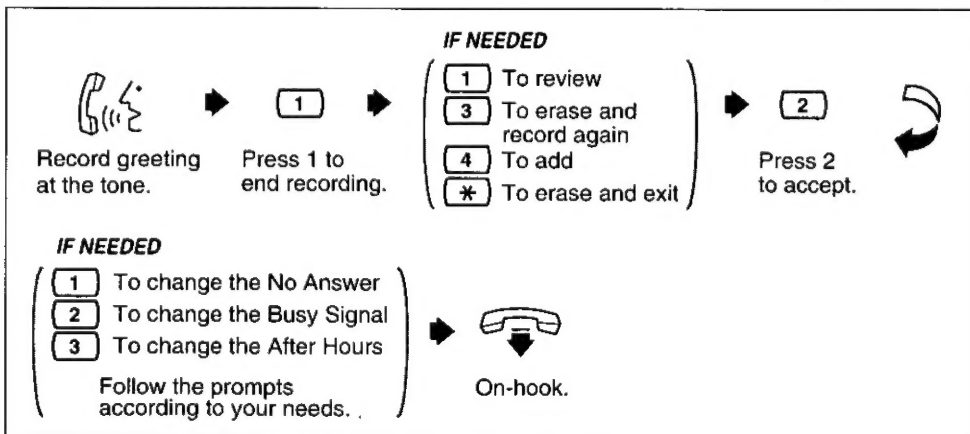 IF NEEDED
Record greeting
at the tone.
1
Press 1 to
end recording.
1 To review
3 To erase and
record again
4 To add
* To erase and exit
2
Press 2
to accept.
IF NEEDED
1 To change the No Answer
2 To change the Busy Signal
3 To change the After Hours
Follow the prompts
according to your needs.
On-hook.